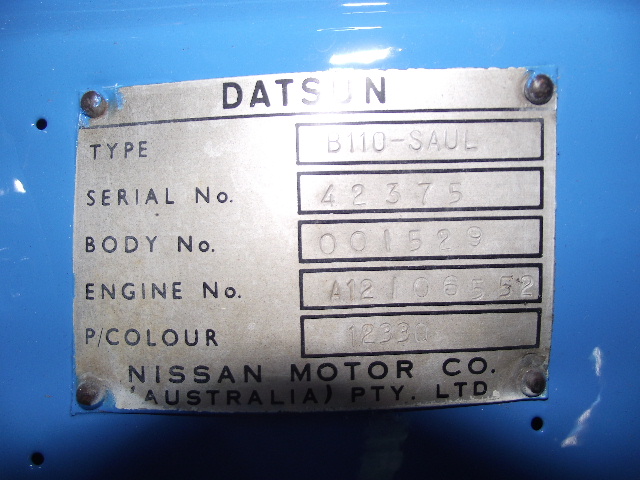 DATSUN
TYPE B110-SAUL
SERIAL No. 42375
BODY No. 001529
ENGINE No. A12106552
P/COLOUR
NISSAN MOTOR CO.
(AUSTRALIA) PTY. LTD.